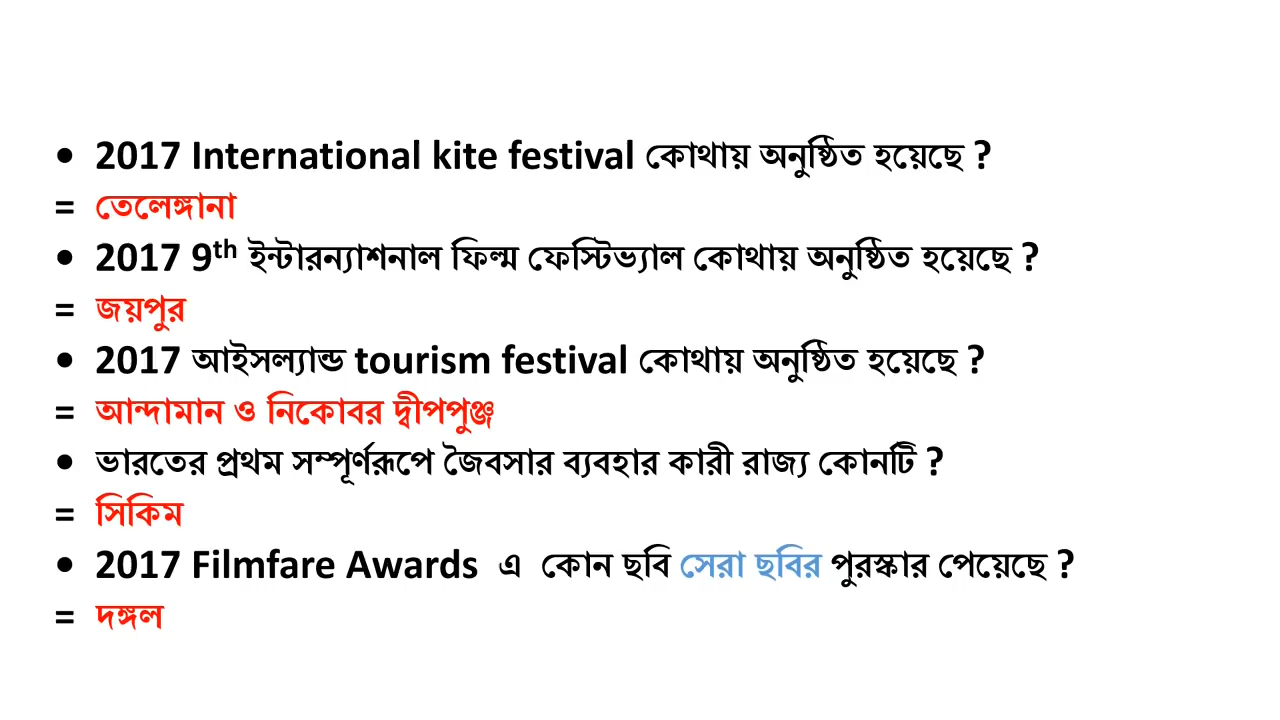 • 2017 International kite festival কোথায় অনুষ্ঠিত হয়েছে ?
= তেলেঙ্গানা
• 2017 9th ইন্টারন্যাশনাল ফিল্ম ফেস্টিভ্যাল কোথায় অনুষ্ঠিত হয়েছে ?
= জয়পুর
• 2017 আইসল্যান্ড tourism festival কোথায় অনুষ্ঠিত হয়েছে ?
= আন্দামান ও নিকোবর দ্বীপপুঞ্জ
• ভারতের প্রথম সম্পূর্ণরূপে জৈবসার ব্যবহার কারী রাজ্য কোনটি ?
= সিকিম
• 2017 Filmfare Awards এ কোন ছবি সেরা ছবির পুরস্কার পেয়েছে ?
= দঙ্গল